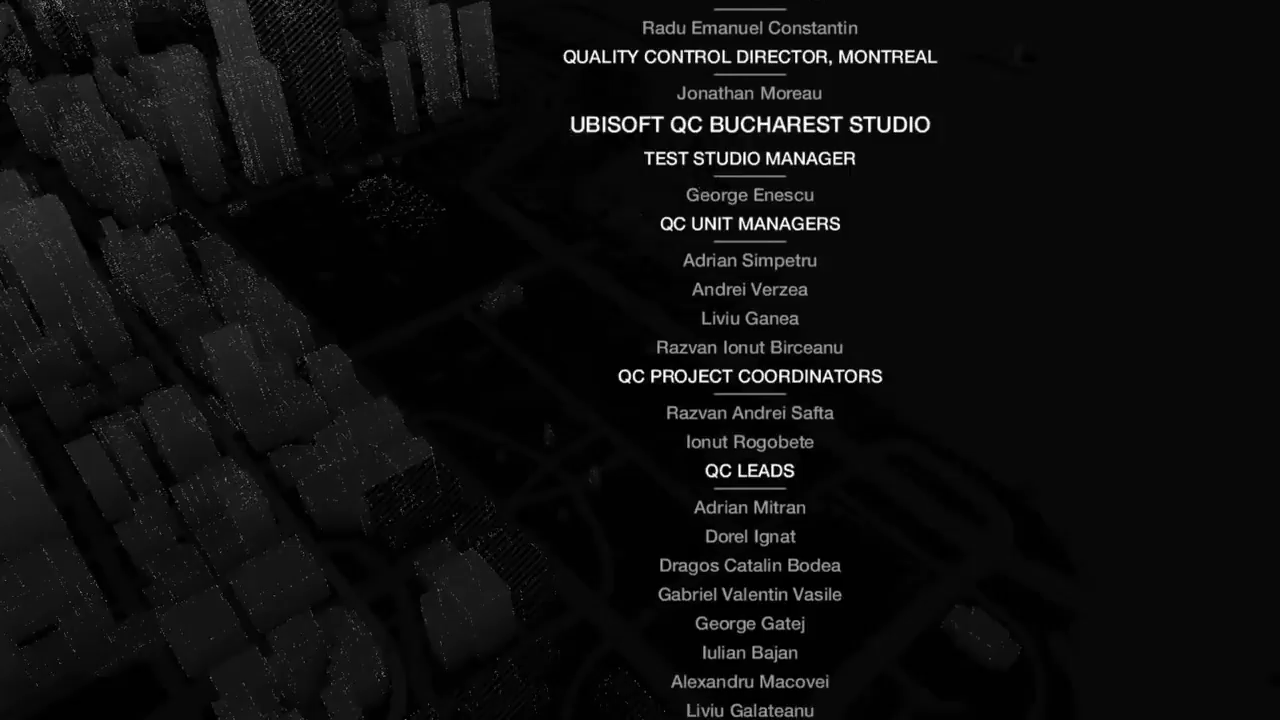 Radu Emanuel Constantin
QUALITY CONTROL DIRECTOR, MONTREAL
Jonathan Moreau
UBISOFT QC BUCHAREST STUDIO
TEST STUDIO MANAGER
George Enescu
QC UNIT MANAGERS
Adrian Simpetru
Andrei Verzea
Liviu Ganea
Razvan Ionut Birceanu
QC PROJECT COORDINATORS
Razvan Andrei Safta
Ionut Rogobete
QC LEADS
Adrian Mitran
Dorel Ignat
Dragos Catalin Bodea
Gabriel Valentin Vasile
George Gatej
Iulian Bajan
Alexandru Macovei
Liviu Galateanu